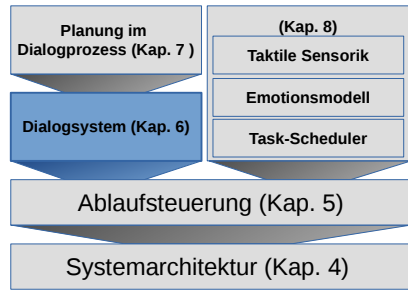 Planung im
Dialogprozess (Kap. 7 )
Dialogsystem (Kap. 6)
(Kap. 8)
Taktile Sensorik
Emotionsmodell
Task-Scheduler
Ablaufsteuerung (Kap. 5)
Systemarchitektur (Kap. 4)